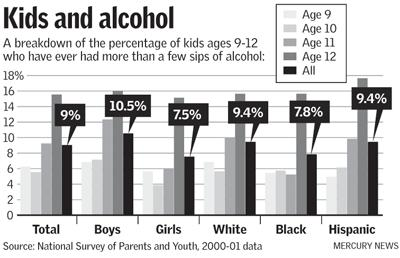 Kids and alcohol
A breakdown of the percentage of kids ages 9-12
who have ever had more than a few sips of alcohol:
Age 9
Age 10
Age 11
Age 12
All
18%
16
14
12
10
8
6
4
2
0
9%
10.5%
7.5%
9.4%
7.8%
9.4%
Total Boys Girls White Black Hispanic
Source: National Survey of Parents and Youth, 2000-01 data MERCURY NEWS